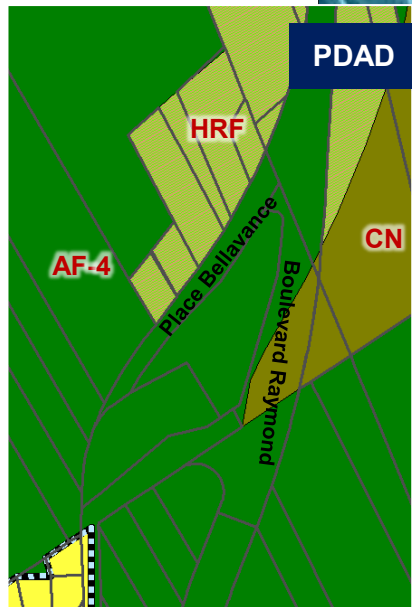 PDAD
HRF
CN
AF-4
Place Bellavance
Boulevard Raymond